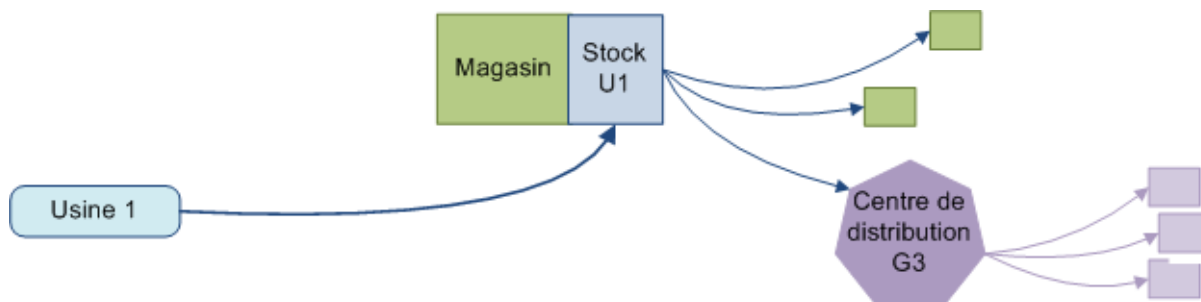 Magasin
Stock
U1
Usine 1
Centre de
distribution
G3